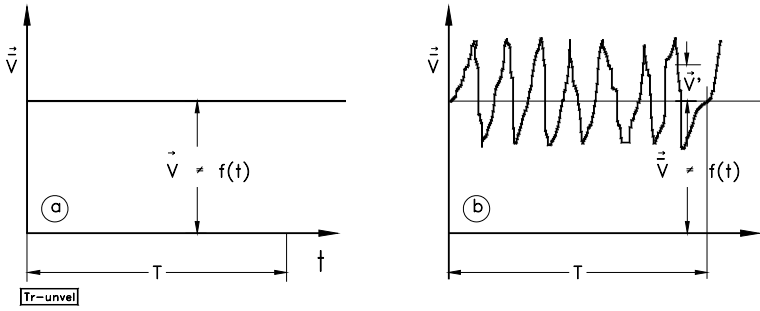 V̄⃗
V⃗ ≠ f(t)
a
t
T
Tr-unvel
V̄⃗
V⃗'
V̄⃗ ≠ f(t)
b
T